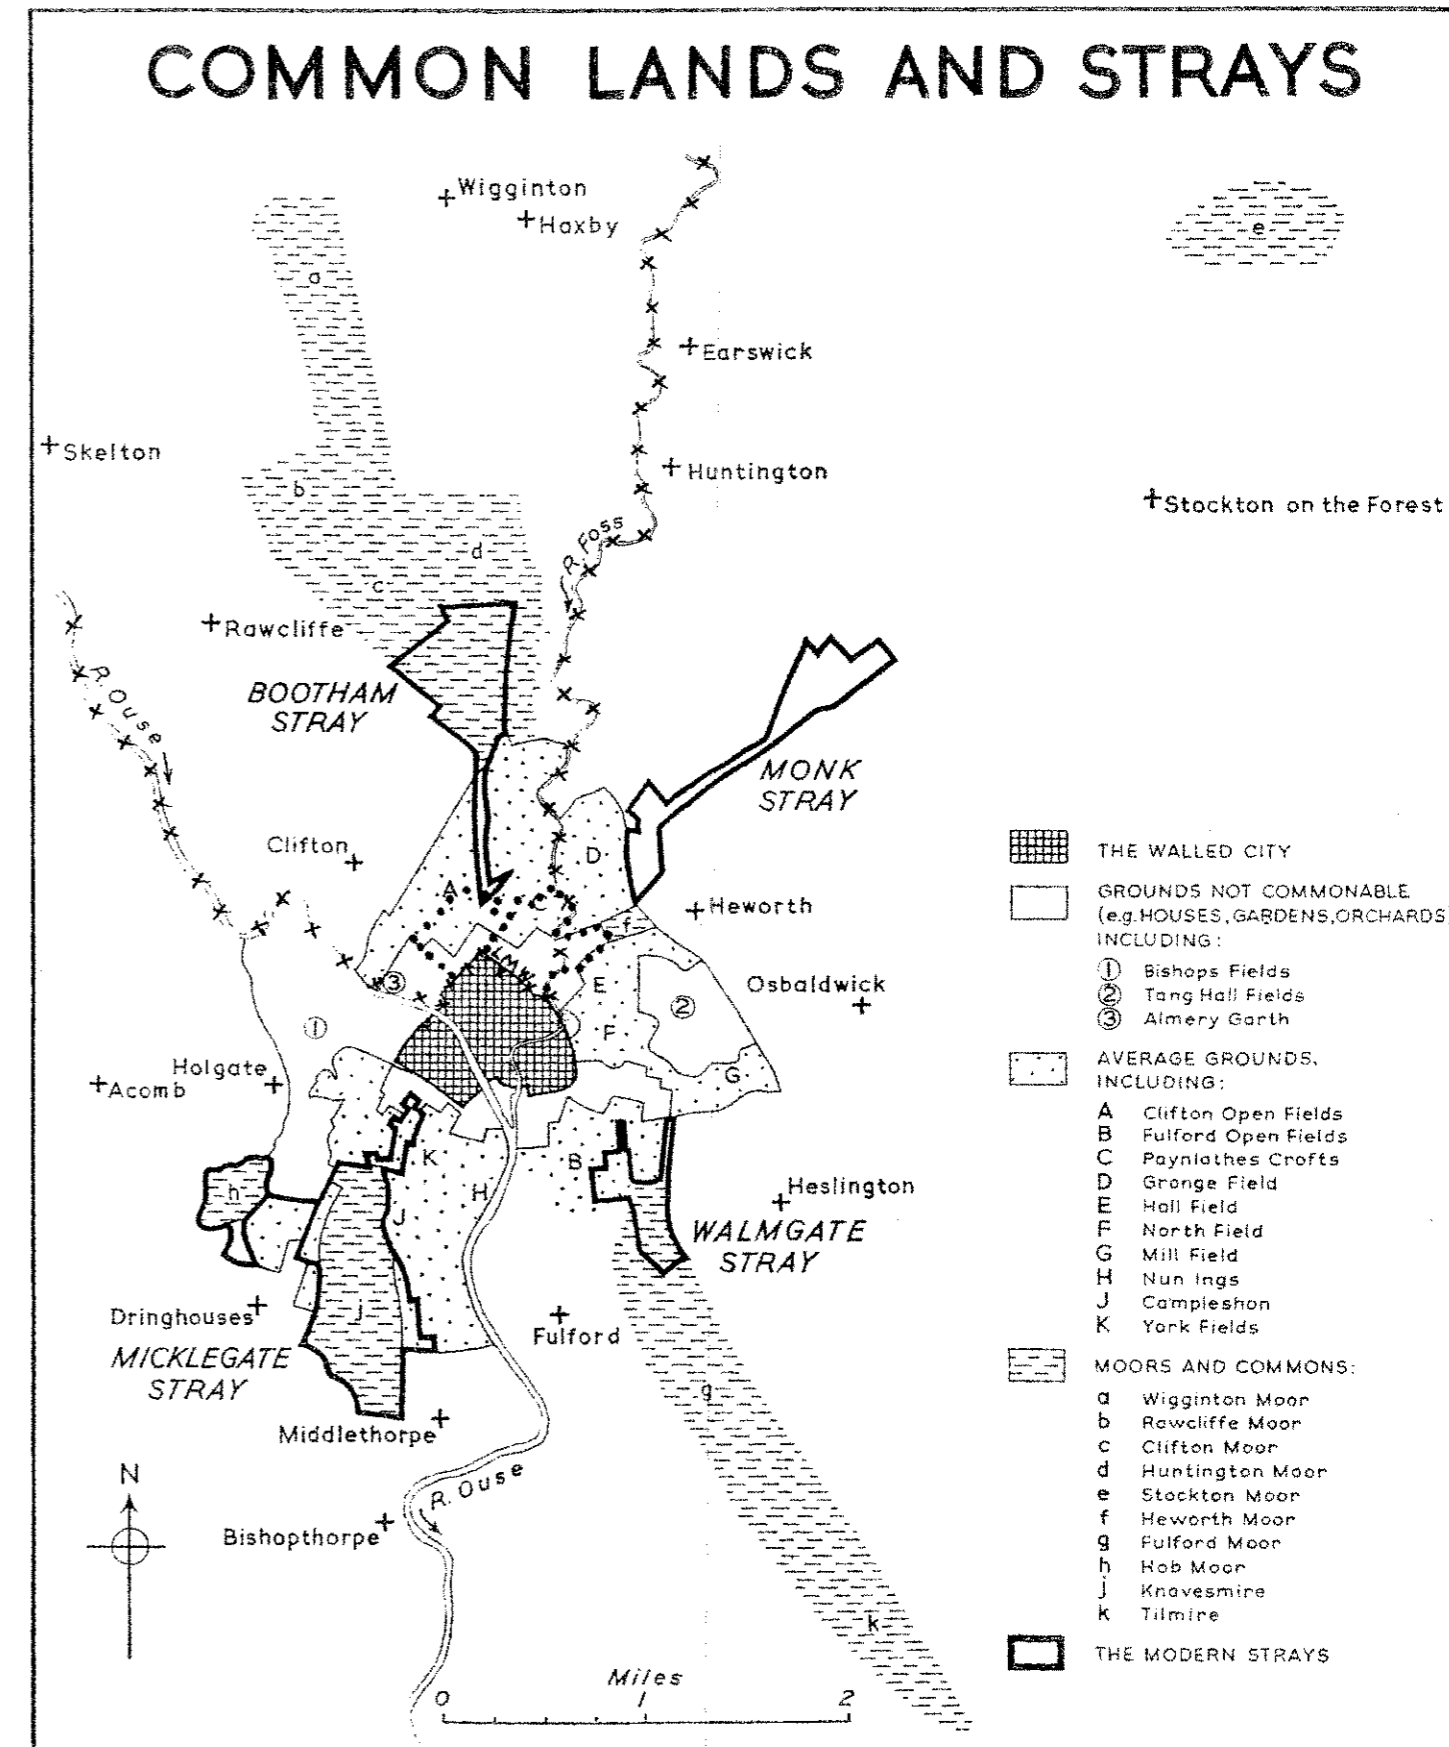 COMMON LANDS AND STRAYS
Wigginton
Haxby
a
e
Earswick
Skelton
Huntington
b
Stockton on the Forest
R. Foss
d
c
Rawcliffe
R. Ouse
BOOTHAM
STRAY
MONK
STRAY
Clifton
D
A
C
Heworth
f
L M W
3
E
Osbaldwick
2
1
F
Holgate
Acomb
G
K
B
h
H
Heslington
J
WALMGATE
STRAY
Dringhouses
j
Fulford
MICKLEGATE
STRAY
g
Middlethorpe
N
R. Ouse
Bishopthorpe
k
Miles
0 1 2
THE WALLED CITY
GROUNDS NOT COMMONABLE
(e.g. HOUSES, GARDENS, ORCHARDS)
INCLUDING:
1 Bishops Fields
2 Tang Hall Fields
3 Almery Garth
AVERAGE GROUNDS.
INCLUDING:
A Clifton Open Fields
B Fulford Open Fields
C Paynlathes Crofts
D Grange Field
E Hall Field
F North Field
G Mill Field
H Nun Ings
J Campleshon
K York Fields
MOORS AND COMMONS:
a Wigginton Moor
b Rawcliffe Moor
c Clifton Moor
d Huntington Moor
e Stockton Moor
f Heworth Moor
g Fulford Moor
h Hob Moor
j Knavesmire
k Tilmire
THE MODERN STRAYS